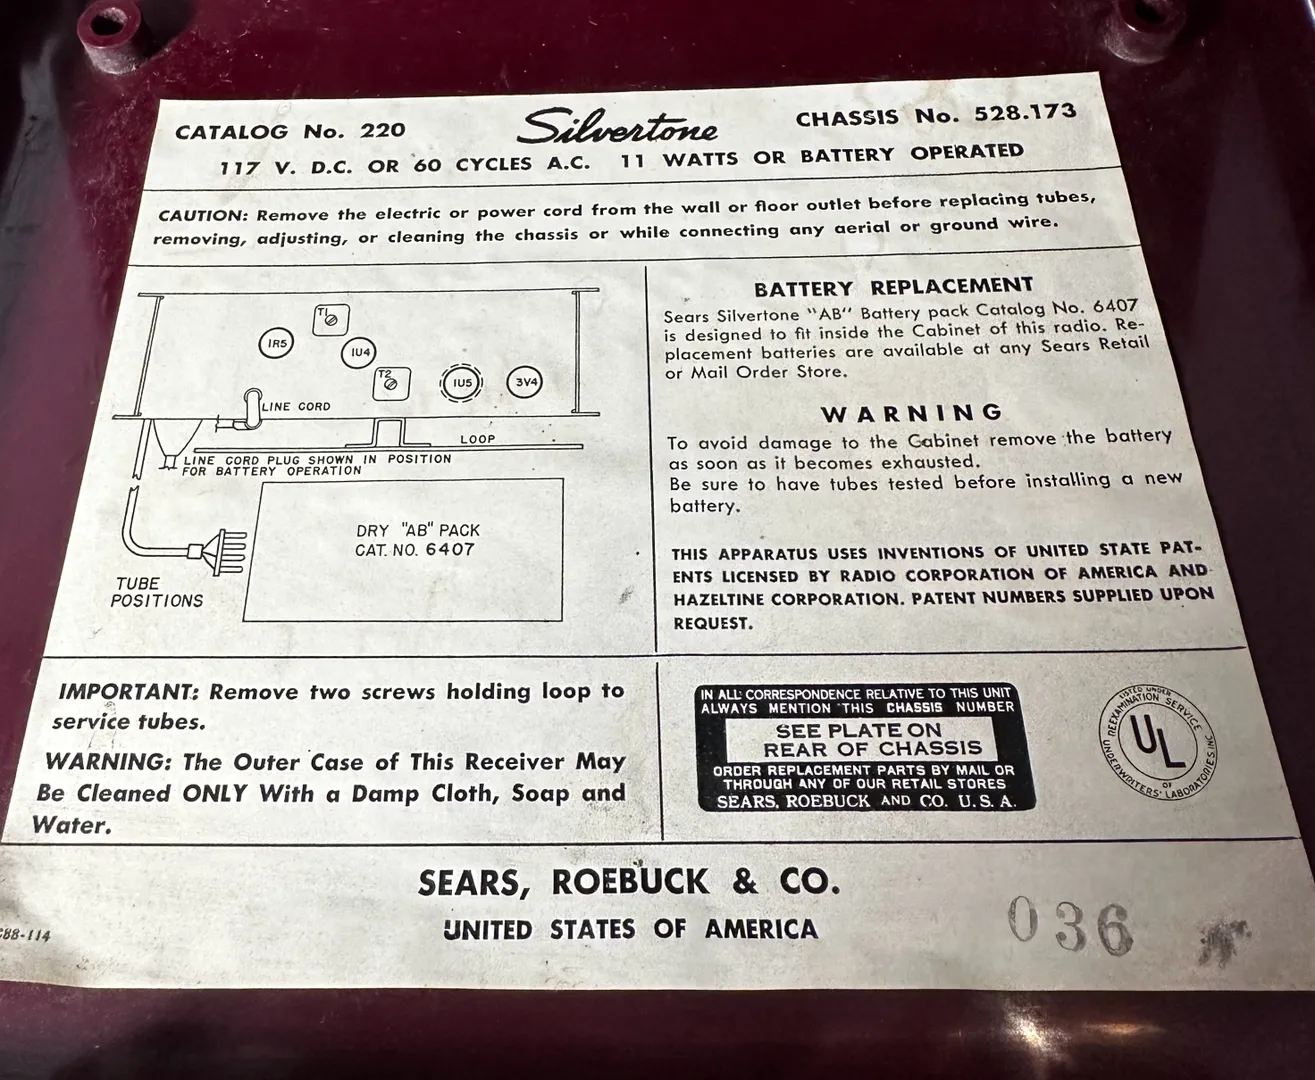 CATALOG No. 220
Silvertone
CHASSIS No. 528.173
117 V. D.C. OR 60 CYCLES A.C. 11 WATTS OR BATTERY OPERATED
CAUTION: Remove the electric or power cord from the wall or floor outlet before replacing tubes,
removing, adjusting, or cleaning the chassis or while connecting any aerial or ground wire.
T1
1R5
1U4
T2
1U5
3V4
LINE CORD
LOOP
LINE CORD PLUG SHOWN IN POSITION
FOR BATTERY OPERATION
DRY "AB" PACK
CAT. NO. 6407
TUBE
POSITIONS
BATTERY REPLACEMENT
Sears Silvertone "AB" Battery pack Catalog No. 6407
is designed to fit inside the Cabinet of this radio. Re-
placement batteries are available at any Sears Retail
or Mail Order Store.
WARNING
To avoid damage to the Cabinet remove the battery
as soon as it becomes exhausted.
Be sure to have tubes tested before installing a new
battery.
THIS APPARATUS USES INVENTIONS OF UNITED STATE PAT-
ENTS LICENSED BY RADIO CORPORATION OF AMERICA AND
HAZELTINE CORPORATION. PATENT NUMBERS SUPPLIED UPON
REQUEST.
IMPORTANT: Remove two screws holding loop to
service tubes.
WARNING: The Outer Case of This Receiver May
Be Cleaned ONLY With a Damp Cloth, Soap and
Water.
IN ALL CORRESPONDENCE RELATIVE TO THIS UNIT
ALWAYS MENTION THIS CHASSIS NUMBER
SEE PLATE ON
REAR OF CHASSIS
ORDER REPLACEMENT PARTS BY MAIL OR
THROUGH ANY OF OUR RETAIL STORES
SEARS, ROEBUCK AND CO. U.S.A.
LISTED UNDER
REEXAMINATION SERVICE
UL
OF
UNDERWRITERS' LABORATORIES, INC.
SEARS, ROEBUCK & CO.
UNITED STATES OF AMERICA
036
88-114